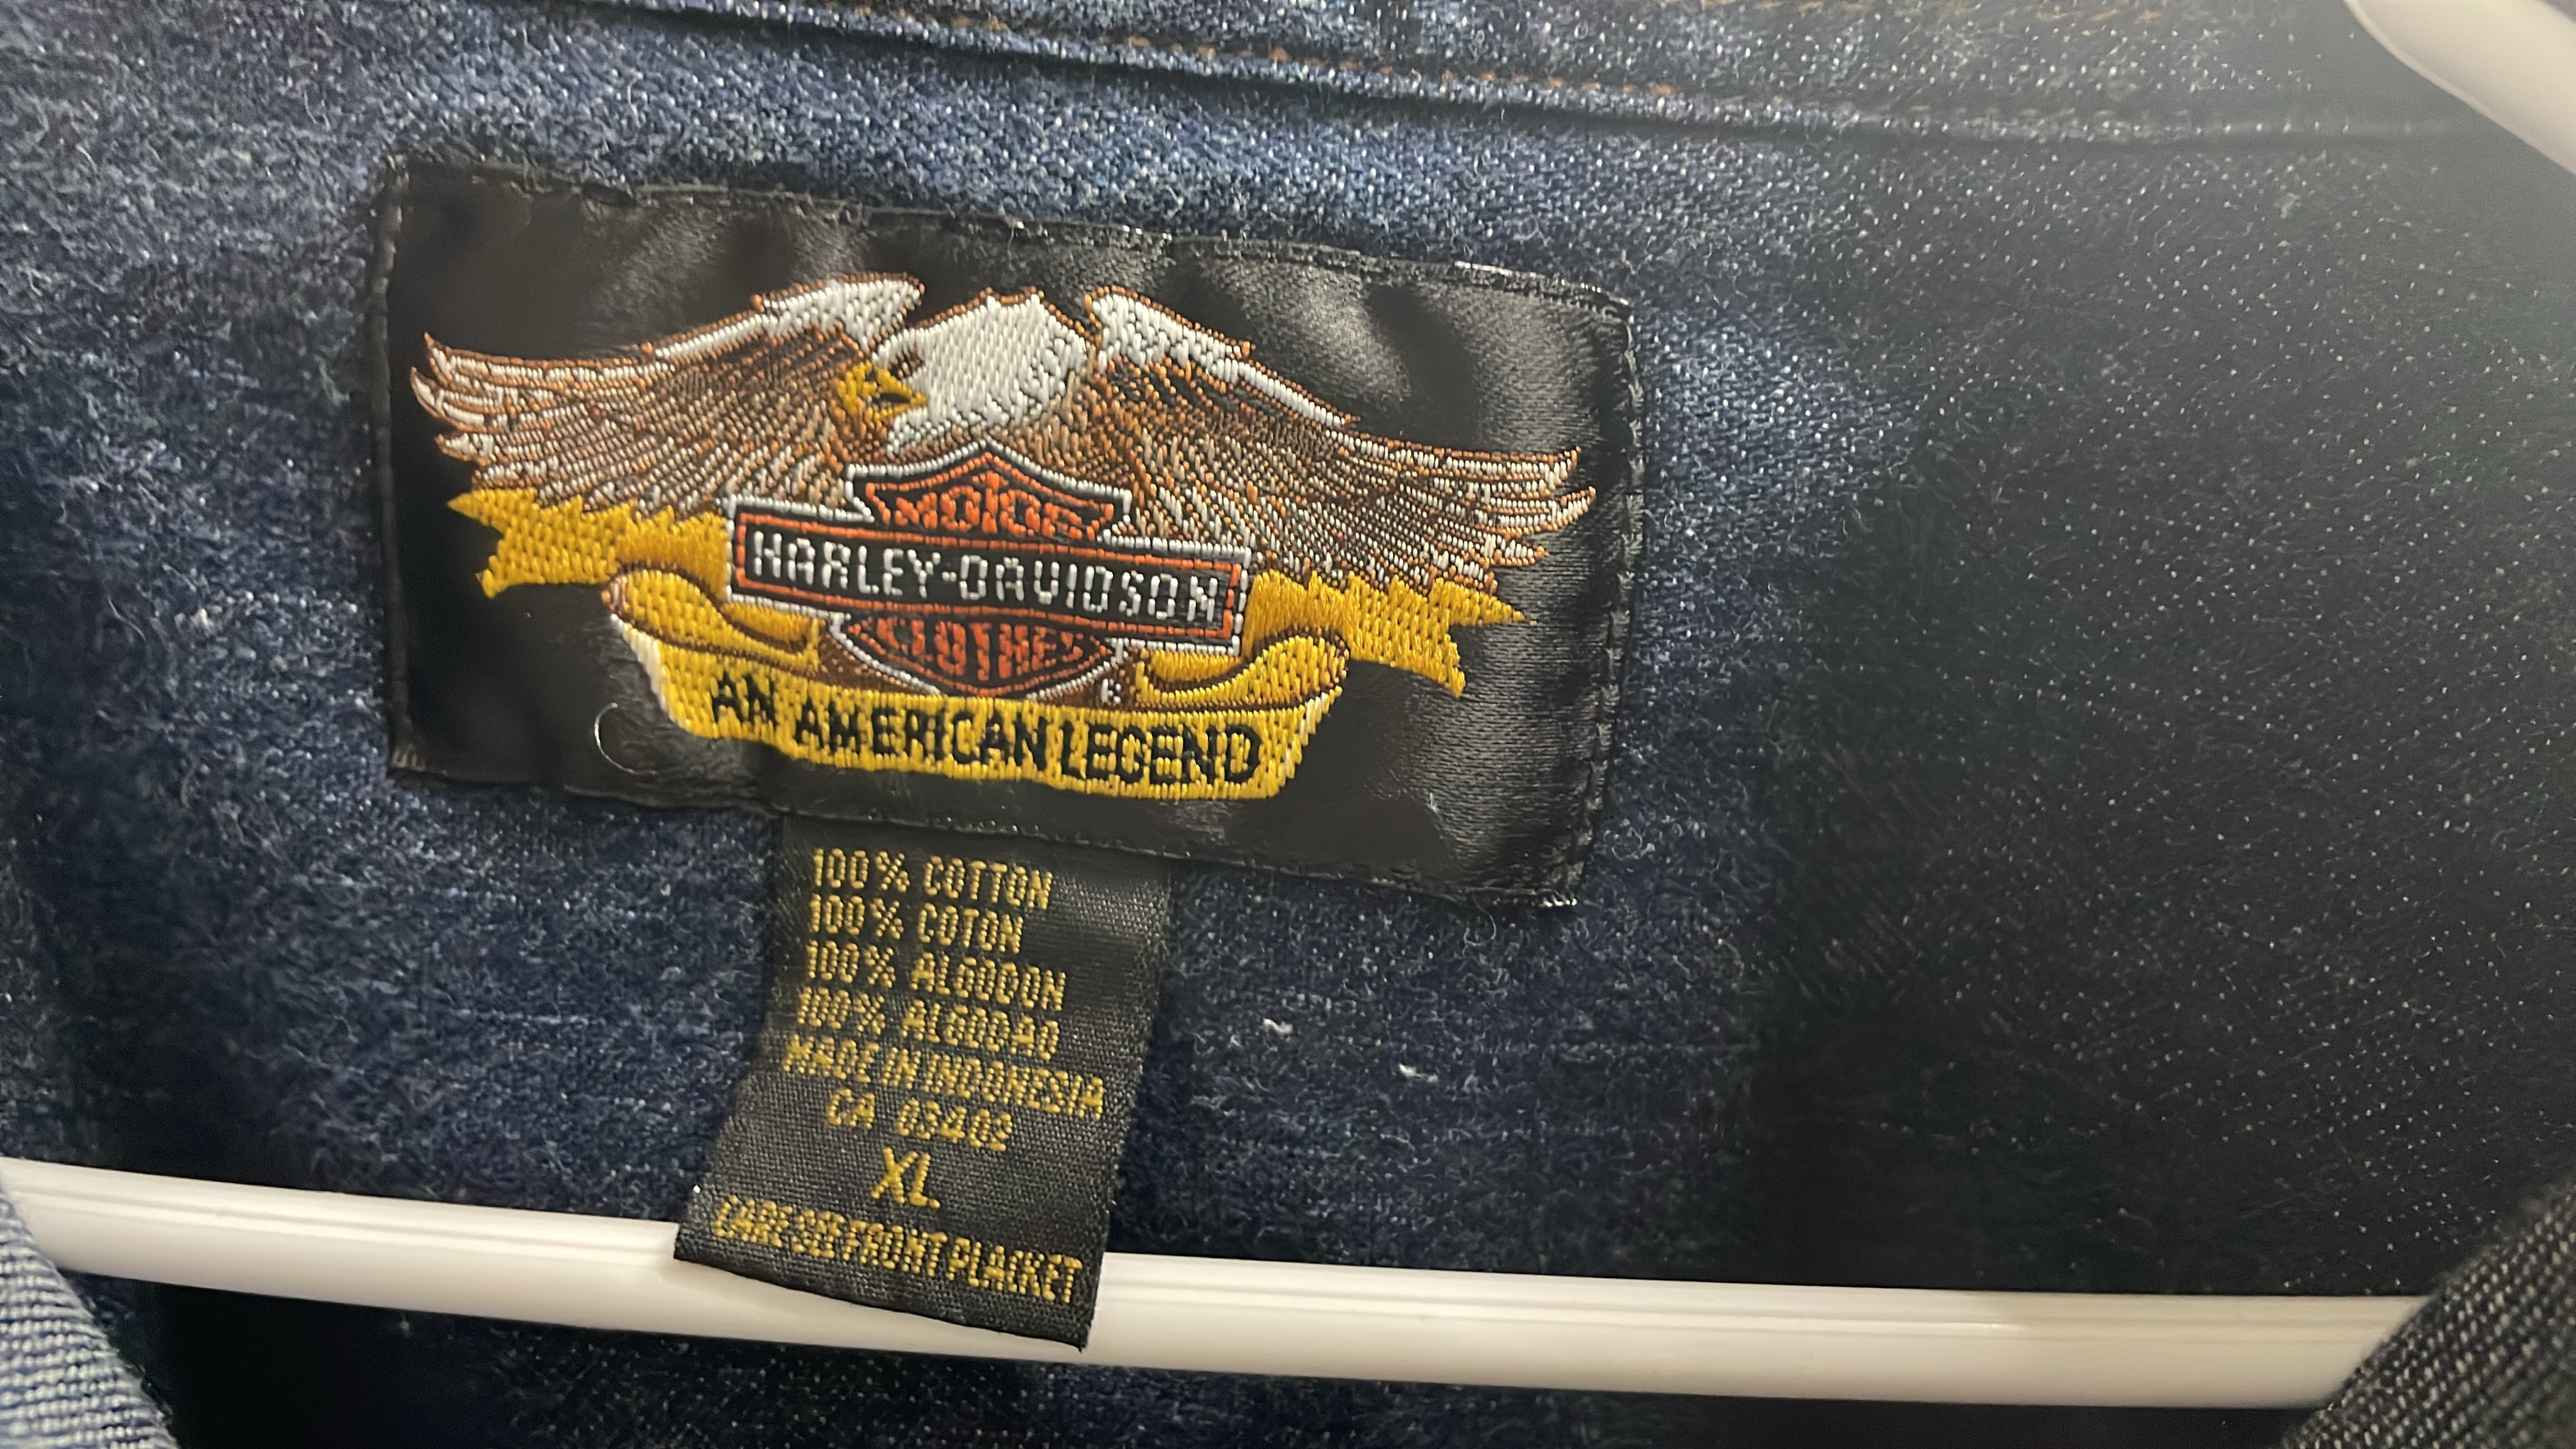 MOTOR
HARLEY-DAVIDSON
CLOTHES
AN AMERICAN LEGEND
100% COTTON
100% COTON
100% ALGODON
100% ALGODAO
MADE IN INDONESIA
CA 03402
XL
CARE SEE FRONT PLACKET